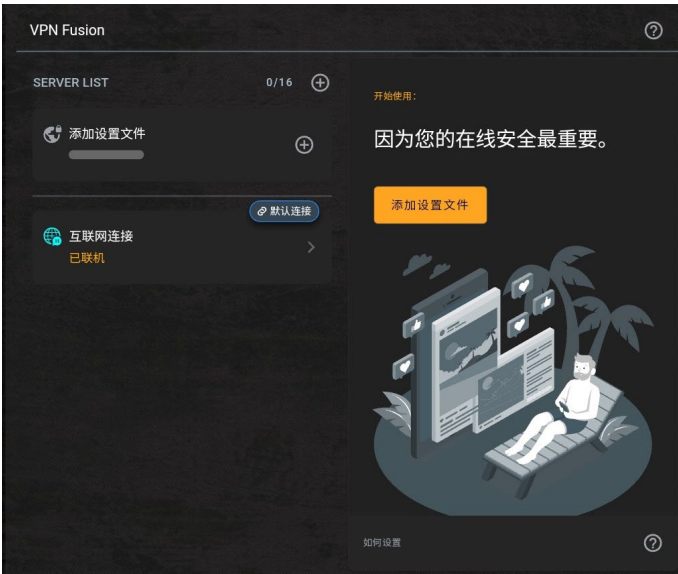 VPN Fusion
SERVER LIST
0/16
添加设置文件
默认连接
互联网连接
已联机
开始使用:
因为您的在线安全最重要。
添加设置文件
如何设置